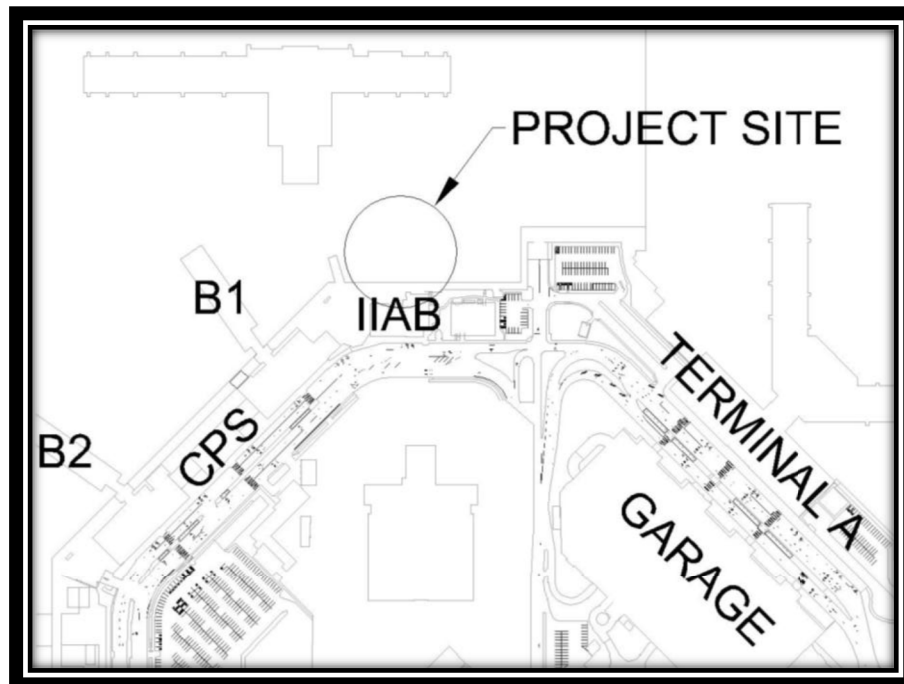 PROJECT SITE
B1
IIAB
TERMINAL A
B2
CPS
GARAGE